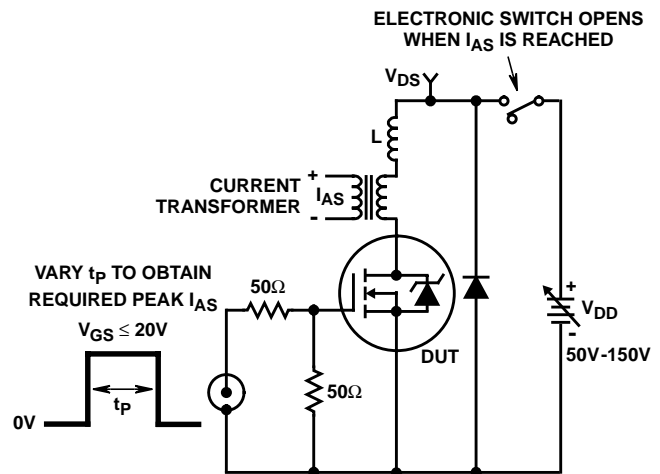 ELECTRONIC SWITCH OPENS
WHEN IAS IS REACHED
VDS
L
+
CURRENT
TRANSFORMER
IAS
-
VARY tP TO OBTAIN
REQUIRED PEAK IAS
50Ω
VGS ≤ 20V
DUT
+
VDD
-
50V-150V
50Ω
tP
0V